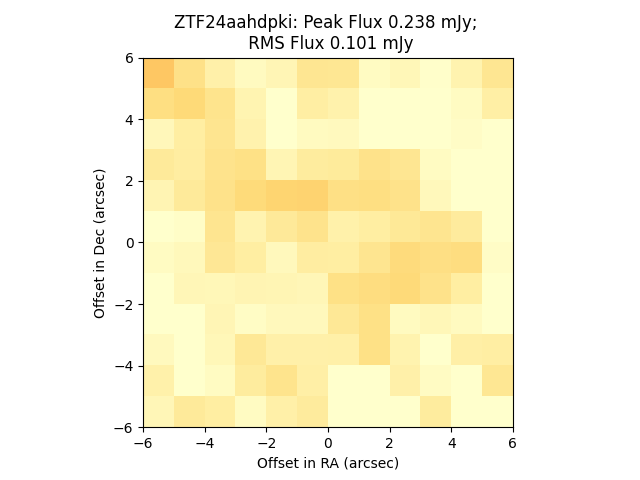 ZTF24aahdpki: Peak Flux 0.238 mJy;
RMS Flux 0.101 mJy
6
4
2
0
−2
−4
−6
Offset in Dec (arcsec)
−6 −4 −2 0 2 4 6
Offset in RA (arcsec)